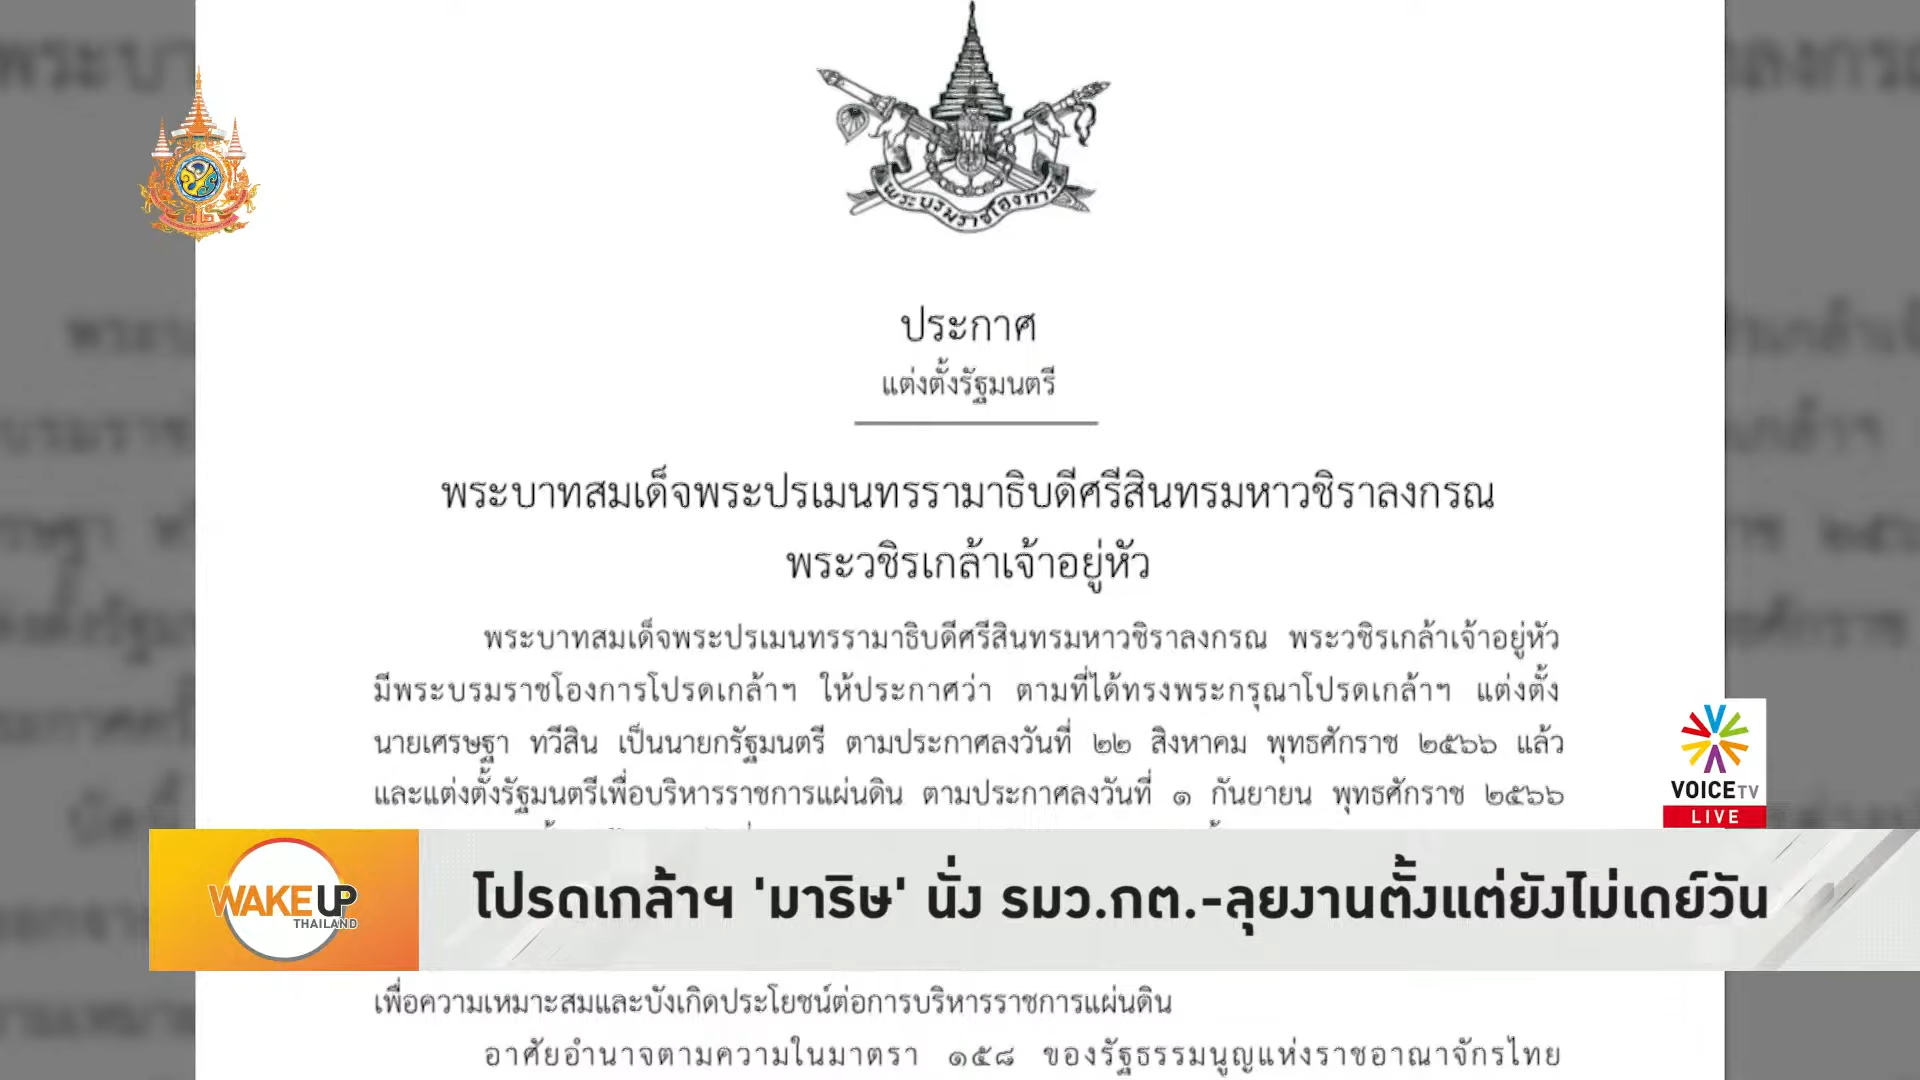 พระบรมราชโองการ
ประกาศ
แต่งตั้งรัฐมนตรี
พระบาทสมเด็จพระปรเมนทรรามาธิบดีศรีสินทรมหาวชิราลงกรณ
พระวชิรเกล้าเจ้าอยู่หัว
พระบาทสมเด็จพระปรเมนทรรามาธิบดีศรีสินทรมหาวชิราลงกรณ พระวชิรเกล้าเจ้าอยู่หัว
มีพระบรมราชโองการโปรดเกล้าฯ ให้ประกาศว่า ตามที่ได้ทรงพระกรุณาโปรดเกล้าฯ แต่งตั้ง
นายเศรษฐา ทวีสิน เป็นนายกรัฐมนตรี ตามประกาศลงวันที่ ๒๒ สิงหาคม พุทธศักราช ๒๕๖๖ แล้ว
และแต่งตั้งรัฐมนตรีเพื่อบริหารราชการแผ่นดิน ตามประกาศลงวันที่ ๑ กันยายน พุทธศักราช ๒๕๖๖
VOICE TV
LIVE
WAKE UP
THAILAND
โปรดเกล้าฯ 'มาริษ' นั่ง รมว.กต.-ลุยงานตั้งแต่ยังไม่เดย์วัน
เพื่อความเหมาะสมและบังเกิดประโยชน์ต่อการบริหารราชการแผ่นดิน
อาศัยอำนาจตามความในมาตรา ๑๕๘ ของรัฐธรรมนูญแห่งราชอาณาจักรไทย